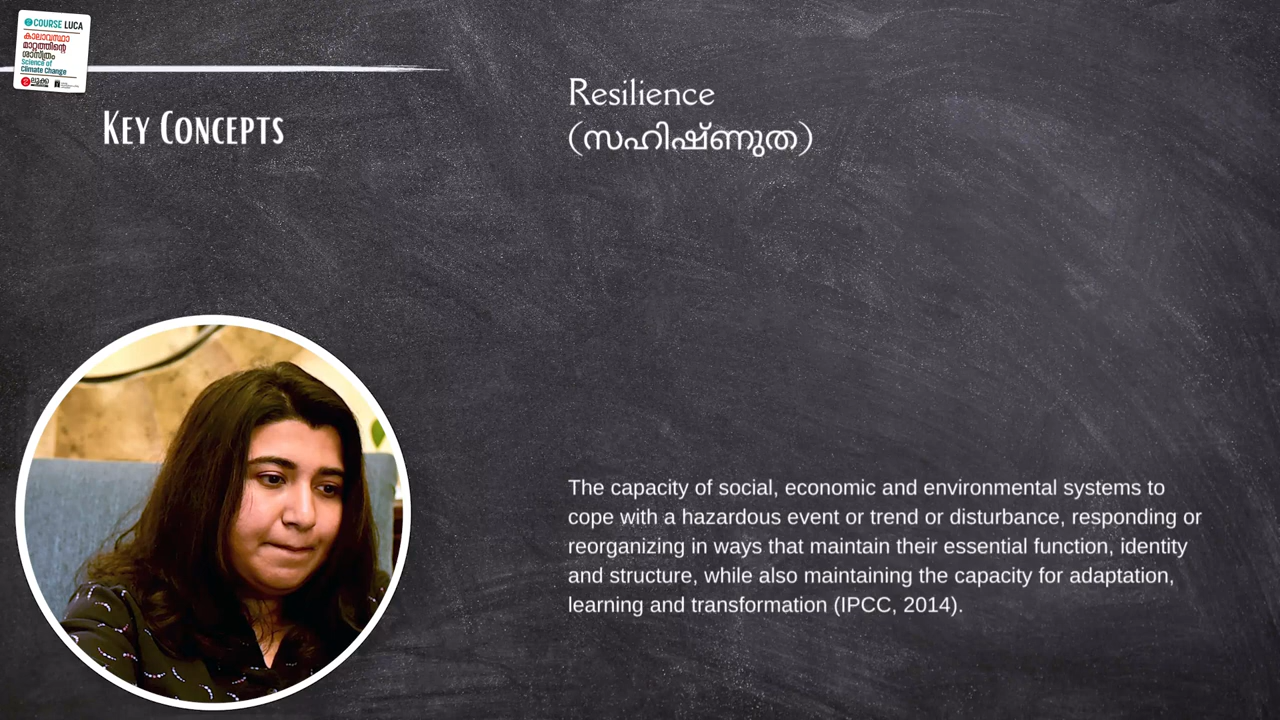 COURSE LUCA
കാലാവസ്ഥാ
മാറ്റത്തിന്റെ
ശാസ്ത്രം
Science of
Climate Change
ലൂക്ക
KEY CONCEPTS
Resilience
(സഹിഷ്ണുത)
The capacity of social, economic and environmental systems to
cope with a hazardous event or trend or disturbance, responding or
reorganizing in ways that maintain their essential function, identity
and structure, while also maintaining the capacity for adaptation,
learning and transformation (IPCC, 2014).